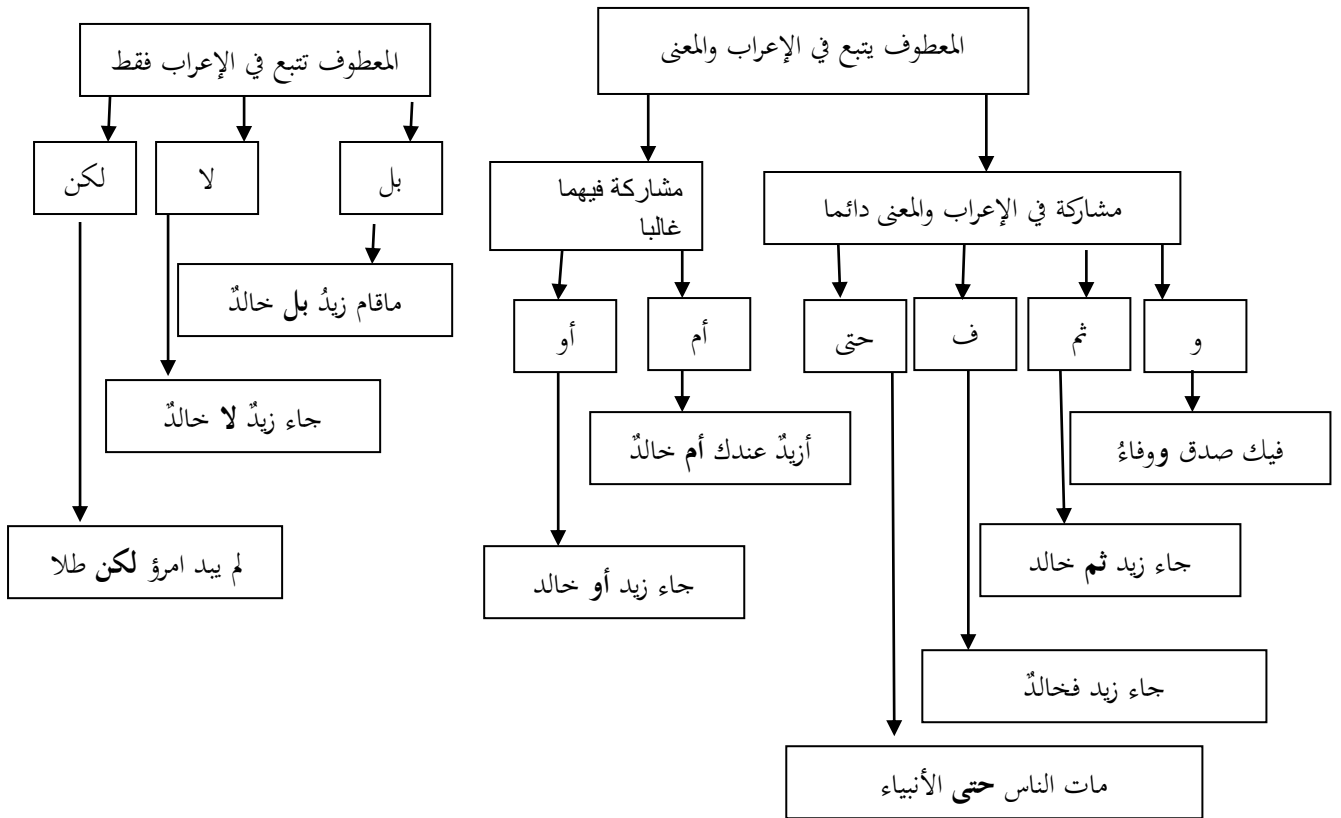 المعطوف يتبع في الإعراب والمعنى
المعطوف تتبع في الإعراب فقط
مشاركة في الإعراب والمعنى دائما
مشاركة فيهما
غالبا
و
ثم
ف
حتى
أم
أو
بل
لا
لكن
فيك صدق ووفاءُ
جاء زيد ثم خالد
جاء زيد فخالدٌ
مات الناس حتى الأنبياء
أزيدٌ عندك أم خالدٌ
جاء زيد أو خالد
ماقام زيدُ بل خالدٌ
جاء زيدٌ لا خالدٌ
لم يبد امرؤ لكن طلا